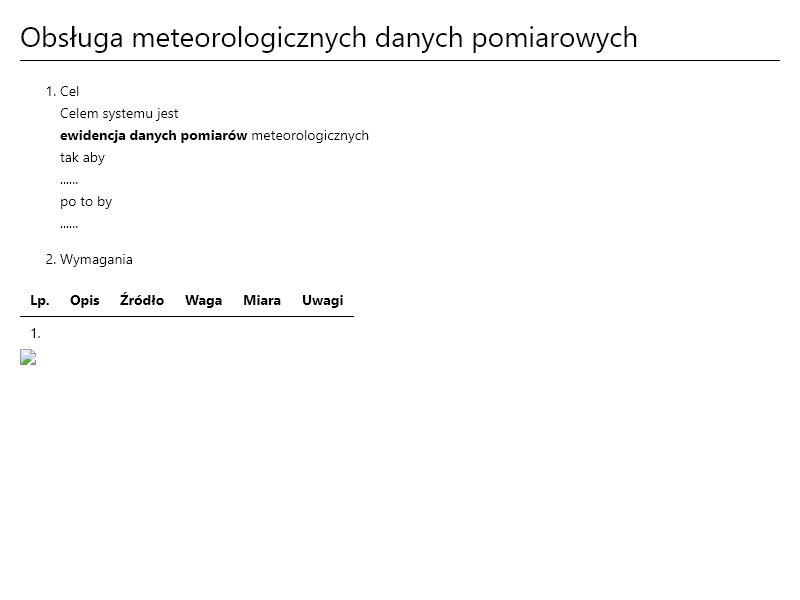 Obsługa meteorologicznych danych pomiarowych
1. Cel
Celem systemu jest
ewidencja danych pomiarów meteorologicznych
tak aby
......
po to by
......
2. Wymagania
Lp. Opis Źródło Waga Miara Uwagi
1.